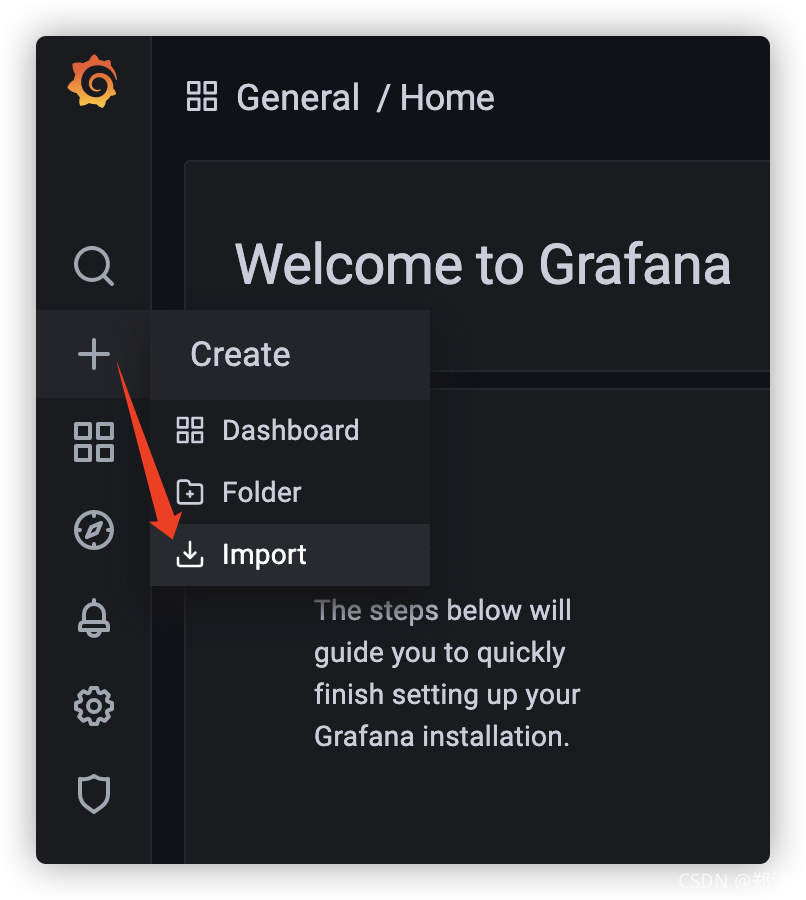 General / Home
Welcome to Grafana
Create
Dashboard
Folder
Import
The steps below will
guide you to quickly
finish setting up your
Grafana installation.
CSDN @郑